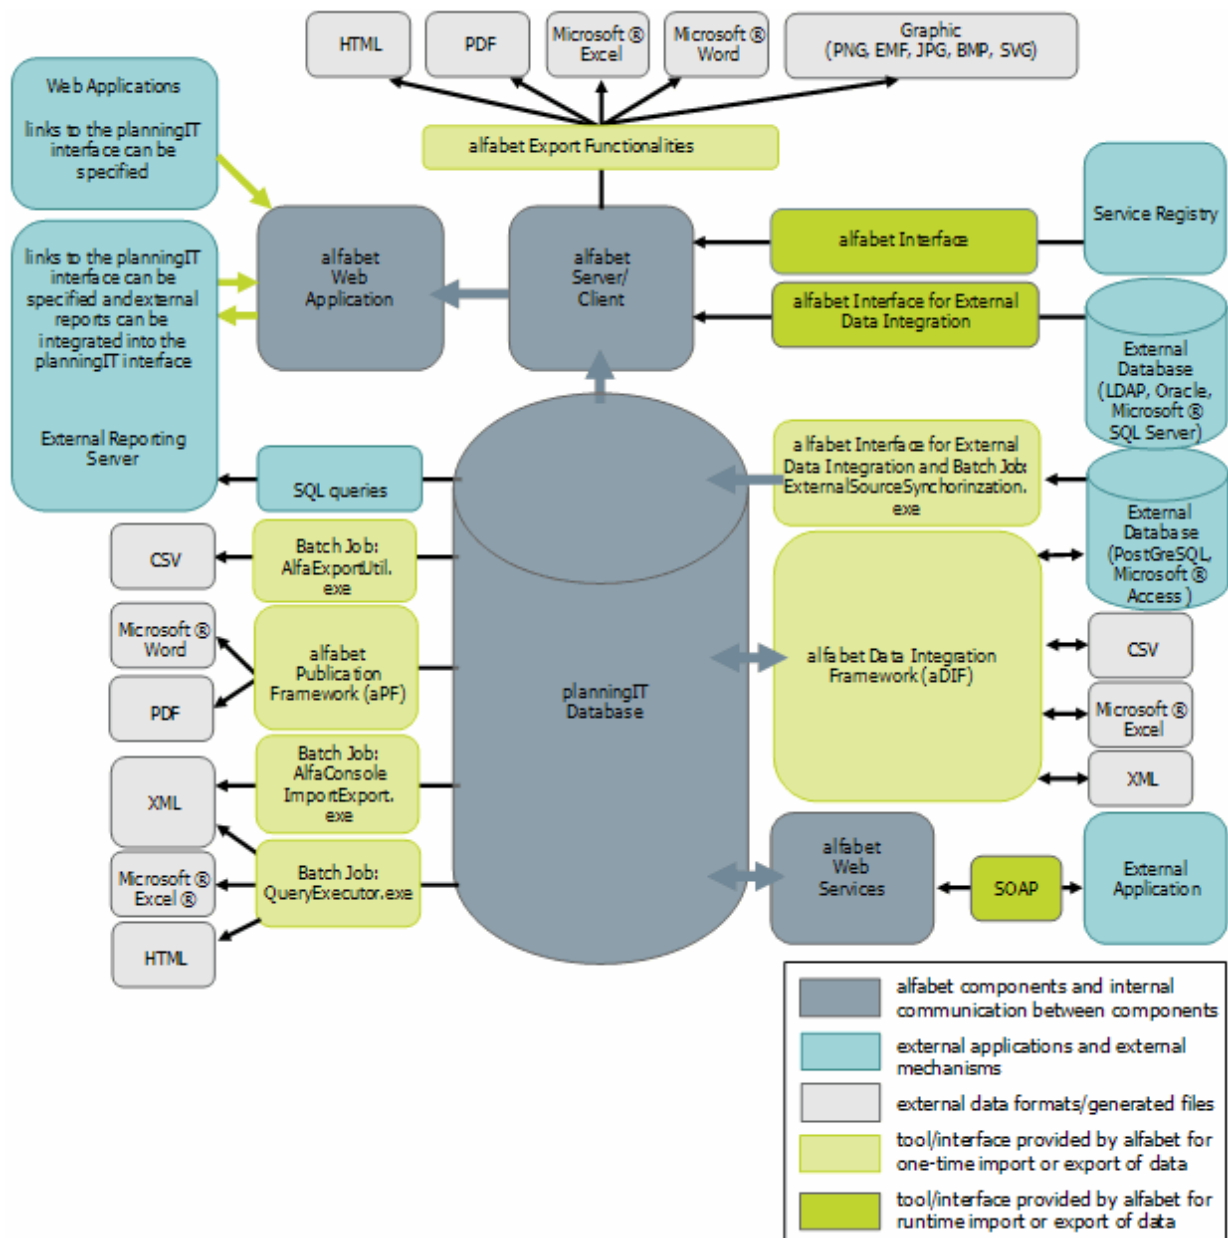 HTML
PDF
Microsoft ®
Excel
Microsoft ®
Word
Graphic
(PNG, EMF, JPG, BMP, SVG)
Web Applications
links to the planningIT
interface can be
specified
alfabet Export Functionalities
Service Registry
links to the planningIT
interface can be
specified and external
reports can be
integrated into the
planningIT interface
External Reporting
Server
alfabet
Web
Application
alfabet
Server/
Client
alfabet Interface
alfabet Interface for External
Data Integration
External
Database
(LDAP, Oracle,
Microsoft ®
SQL Server)
SQL queries
alfabet Interface for External
Data Integration and Batch Job:
ExternalSourceSynchorinzation.
exe
External
Database
(PostGreSQL,
Microsoft ®
Access )
CSV
Batch Job:
AlfaExportUtil.
exe
Microsoft ®
Word
PDF
alfabet
Publication
Framework (aPF)
planningIT
Database
alfabet Data Integration
Framework (aDIF)
CSV
Microsoft ®
Excel
XML
XML
Batch Job:
AlfaConsole
ImportExport.
exe
Microsoft ®
Excel ®
HTML
Batch Job:
QueryExecutor.exe
alfabet
Web
Services
SOAP
External
Application
alfabet components and internal
communication between components
external applications and external
mechanisms
external data formats/generated files
tool/interface provided by alfabet for
one-time import or export of data
tool/interface provided by alfabet for
runtime import or export of data